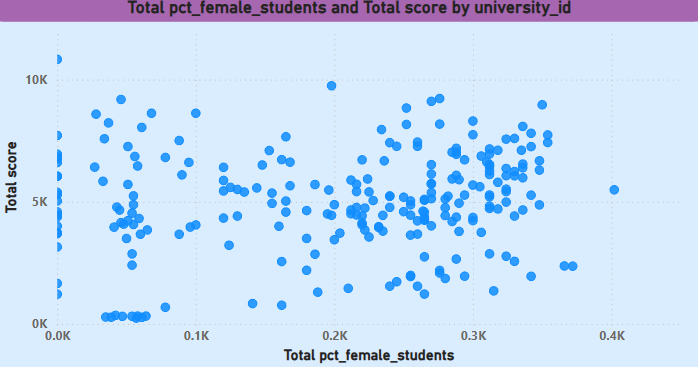 Total pct_female_students and Total score by university_id
10K
5K
0K
Total score
0.0K 0.1K 0.2K 0.3K 0.4K
Total pct_female_students